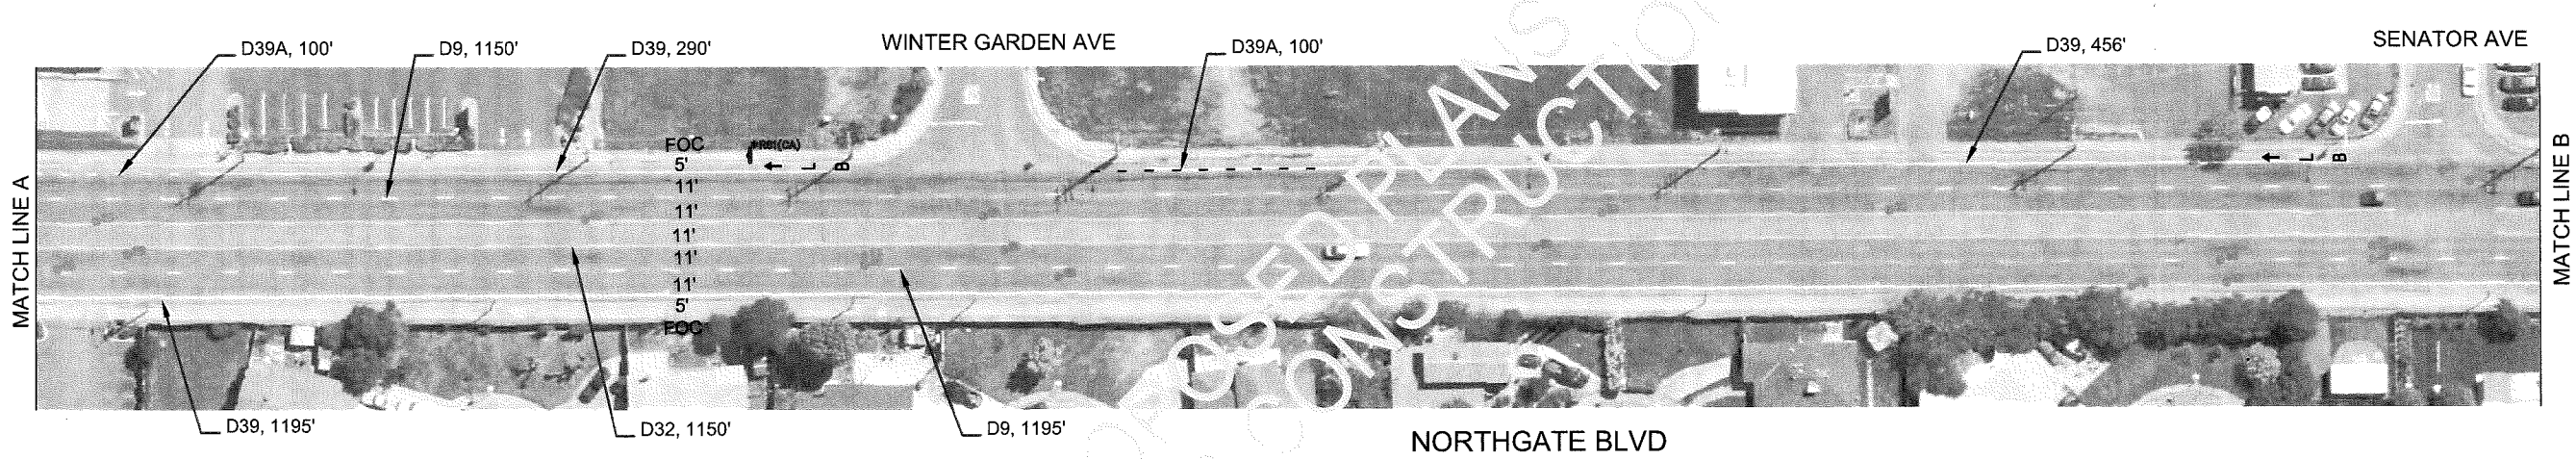 D39A, 100'
D9, 1150'
D39, 290'
WINTER GARDEN AVE
D39A, 100'
D39, 456'
SENATOR AVE
MATCH LINE A
FOC
5'
11'
11'
11'
11'
11'
5'
FOC
L
B
L
B
MATCH LINE B
D39, 1195'
D32, 1150'
D9, 1195'
NORTHGATE BLVD
OSED PLANS
CONSTRUCTION